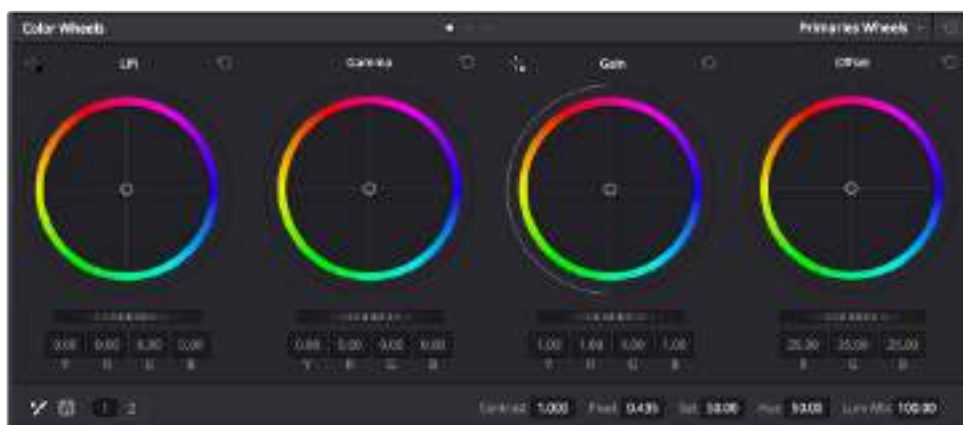 Color Wheels Primaries Wheels
Lift Gamma Gain Offset
0.00 0.00 0.00 0.00 0.00 0.00 0.00 0.00 1.00 1.00 1.00 1.00 25.00 25.00 25.00
Y R G B Y R G B Y R G B R G B
1 2 Contrast 1.000 Pivot 0.435 Sat 50.00 Hue 50.00 Lum Mix 100.00